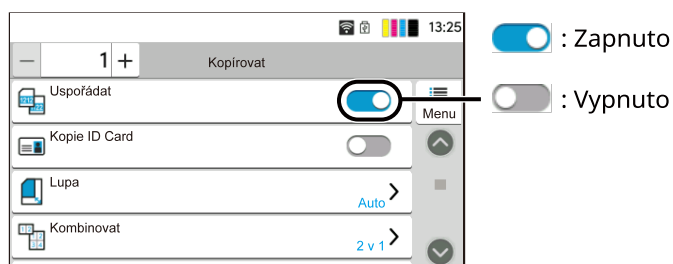 13:25
— 1 + Kopírovat
Uspořádat
Menu
Kopie ID Card
Lupa
Auto
Kombinovat
2 v 1
: Zapnuto
: Vypnuto